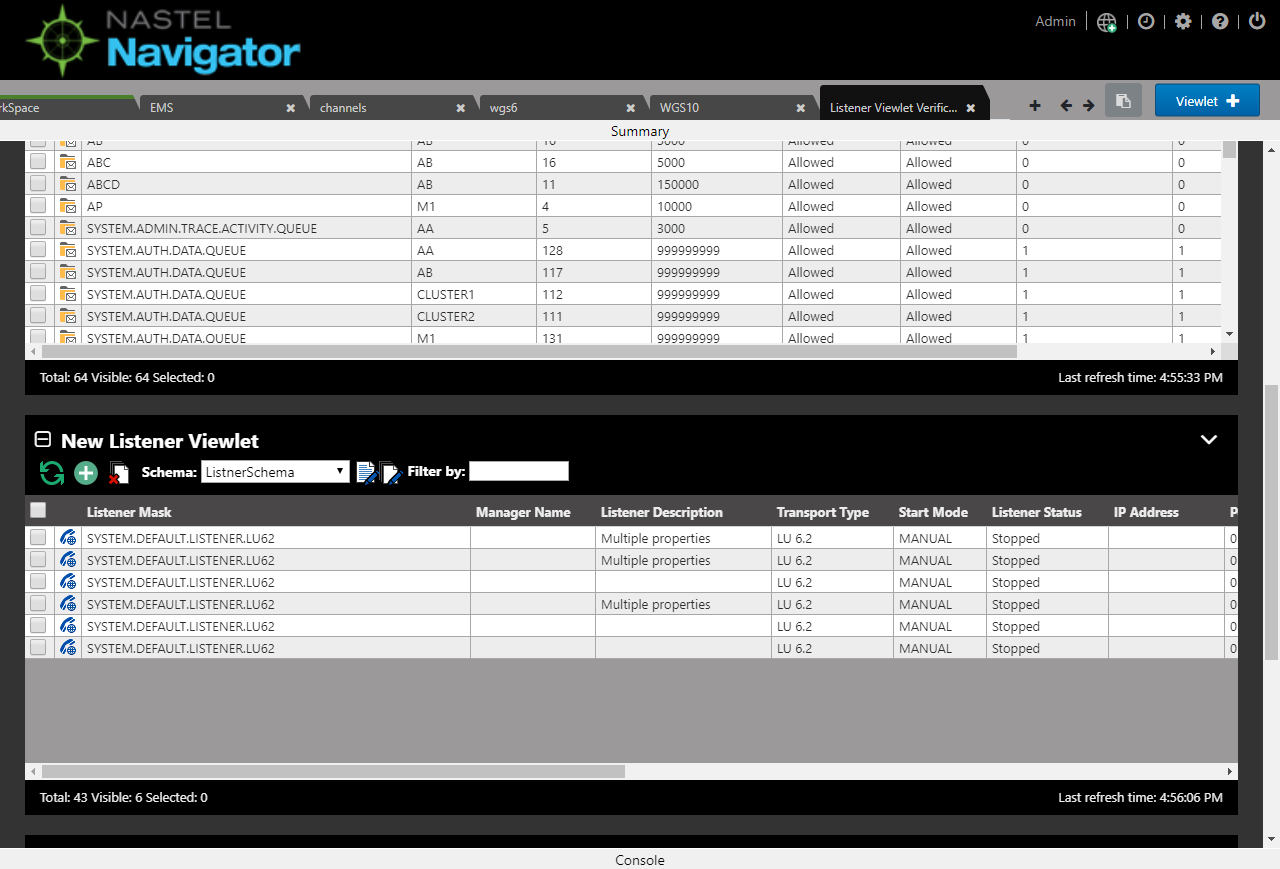 NASTEL
Navigator
Admin
rkSpace
EMS
channels
wgs6
WGS10
Listener Viewlet Verific...
Viewlet
Summary
AB AB 16 5000 Allowed Allowed 0 0
ABC AB 16 5000 Allowed Allowed 0 0
ABCD AB 11 150000 Allowed Allowed 0 0
AP M1 4 10000 Allowed Allowed 0 0
SYSTEM.ADMIN.TRACE.ACTIVITY.QUEUE AA 5 3000 Allowed Allowed 0 0
SYSTEM.AUTH.DATA.QUEUE AA 128 999999999 Allowed Allowed 1 1
SYSTEM.AUTH.DATA.QUEUE AB 117 999999999 Allowed Allowed 1 1
SYSTEM.AUTH.DATA.QUEUE CLUSTER1 112 999999999 Allowed Allowed 1 1
SYSTEM.AUTH.DATA.QUEUE CLUSTER2 111 999999999 Allowed Allowed 1 1
SYSTEM.AUTH.DATA.QUEUE M1 131 999999999 Allowed Allowed 1 1
Total: 64 Visible: 64 Selected: 0 Last refresh time: 4:55:33 PM
New Listener Viewlet
Schema: ListnerSchema Filter by:
Listener Mask Manager Name Listener Description Transport Type Start Mode Listener Status IP Address P
SYSTEM.DEFAULT.LISTENER.LU62 Multiple properties LU 6.2 MANUAL Stopped 0
SYSTEM.DEFAULT.LISTENER.LU62 Multiple properties LU 6.2 MANUAL Stopped 0
SYSTEM.DEFAULT.LISTENER.LU62 LU 6.2 MANUAL Stopped 0
SYSTEM.DEFAULT.LISTENER.LU62 Multiple properties LU 6.2 MANUAL Stopped 0
SYSTEM.DEFAULT.LISTENER.LU62 LU 6.2 MANUAL Stopped 0
SYSTEM.DEFAULT.LISTENER.LU62 LU 6.2 MANUAL Stopped 0
Total: 43 Visible: 6 Selected: 0 Last refresh time: 4:56:06 PM
Console